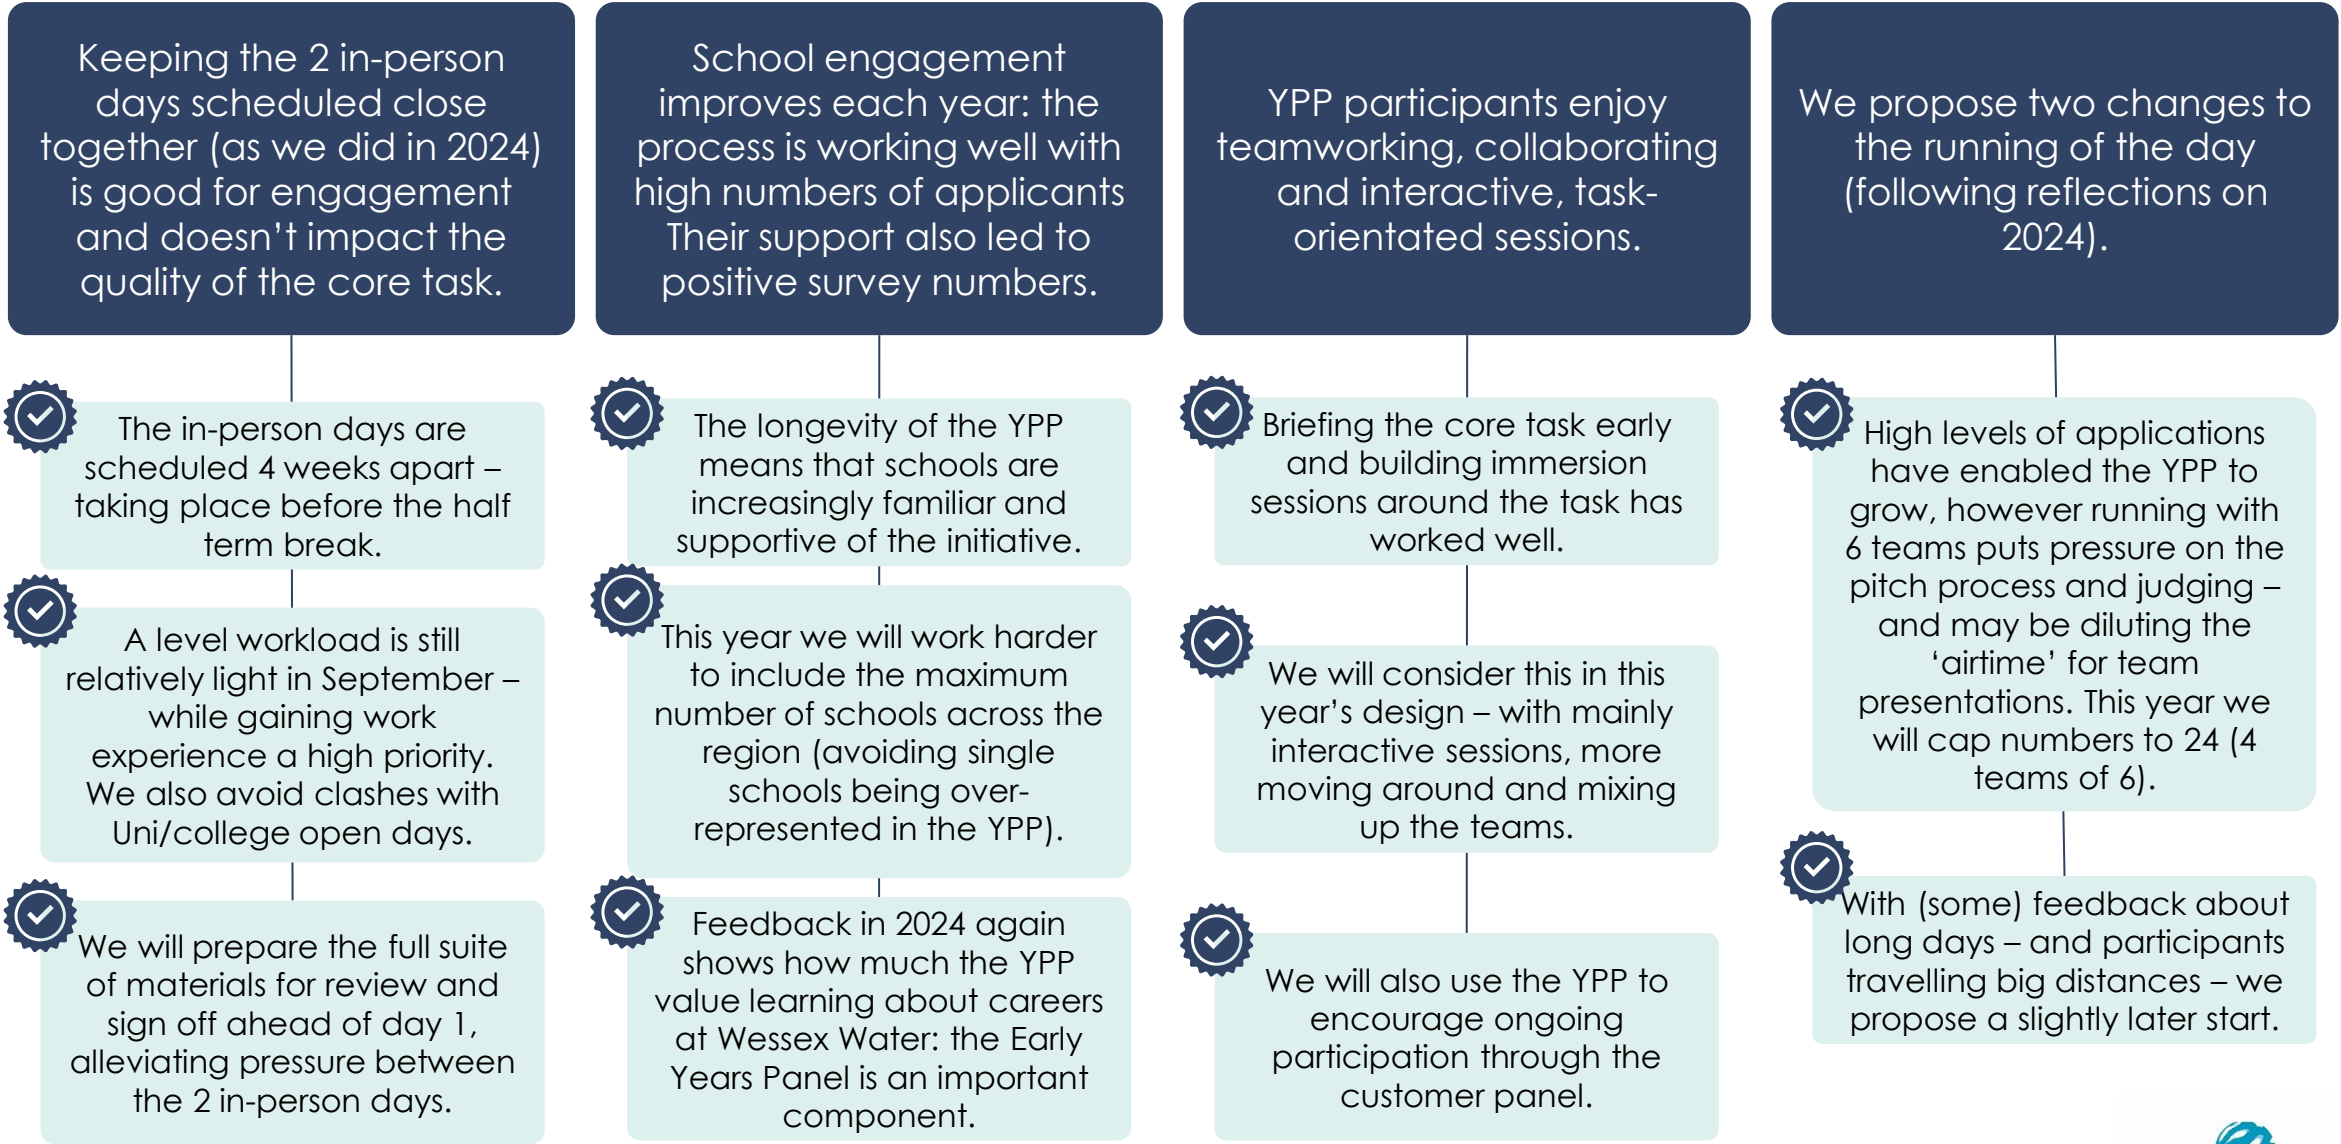 Keeping the 2 in-person
days scheduled close
together (as we did in 2024)
is good for engagement
and doesn't impact the
quality of the core task.
The in-person days are
scheduled 4 weeks apart –
taking place before the half
term break.
A level workload is still
relatively light in September –
while gaining work
experience a high priority.
We also avoid clashes with
Uni/college open days.
We will prepare the full suite
of materials for review and
sign off ahead of day 1,
alleviating pressure between
the 2 in-person days.
School engagement
improves each year: the
process is working well with
high numbers of applicants
Their support also led to
positive survey numbers.
The longevity of the YPP
means that schools are
increasingly familiar and
supportive of the initiative.
This year we will work harder
to include the maximum
number of schools across the
region (avoiding single
schools being over-
represented in the YPP).
Feedback in 2024 again
shows how much the YPP
value learning about careers
at Wessex Water: the Early
Years Panel is an important
component.
YPP participants enjoy
teamworking, collaborating
and interactive, task-
orientated sessions.
Briefing the core task early
and building immersion
sessions around the task has
worked well.
We will consider this in this
year's design – with mainly
interactive sessions, more
moving around and mixing
up the teams.
We will also use the YPP to
encourage ongoing
participation through the
customer panel.
We propose two changes to
the running of the day
(following reflections on
2024).
High levels of applications
have enabled the YPP to
grow, however running with
6 teams puts pressure on the
pitch process and judging –
and may be diluting the
‘airtime’ for team
presentations. This year we
will cap numbers to 24 (4
teams of 6).
With (some) feedback about
long days – and participants
travelling big distances – we
propose a slightly later start.